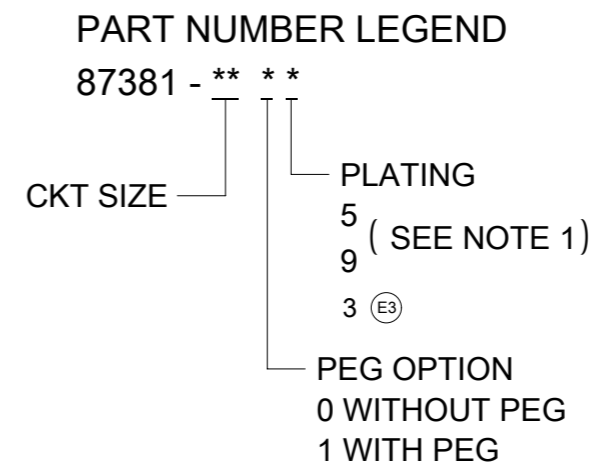 PART NUMBER LEGEND
87381 - ** * *
CKT SIZE
PLATING
5
( SEE NOTE 1)
9
3 E3
PEG OPTION
0 WITHOUT PEG
1 WITH PEG